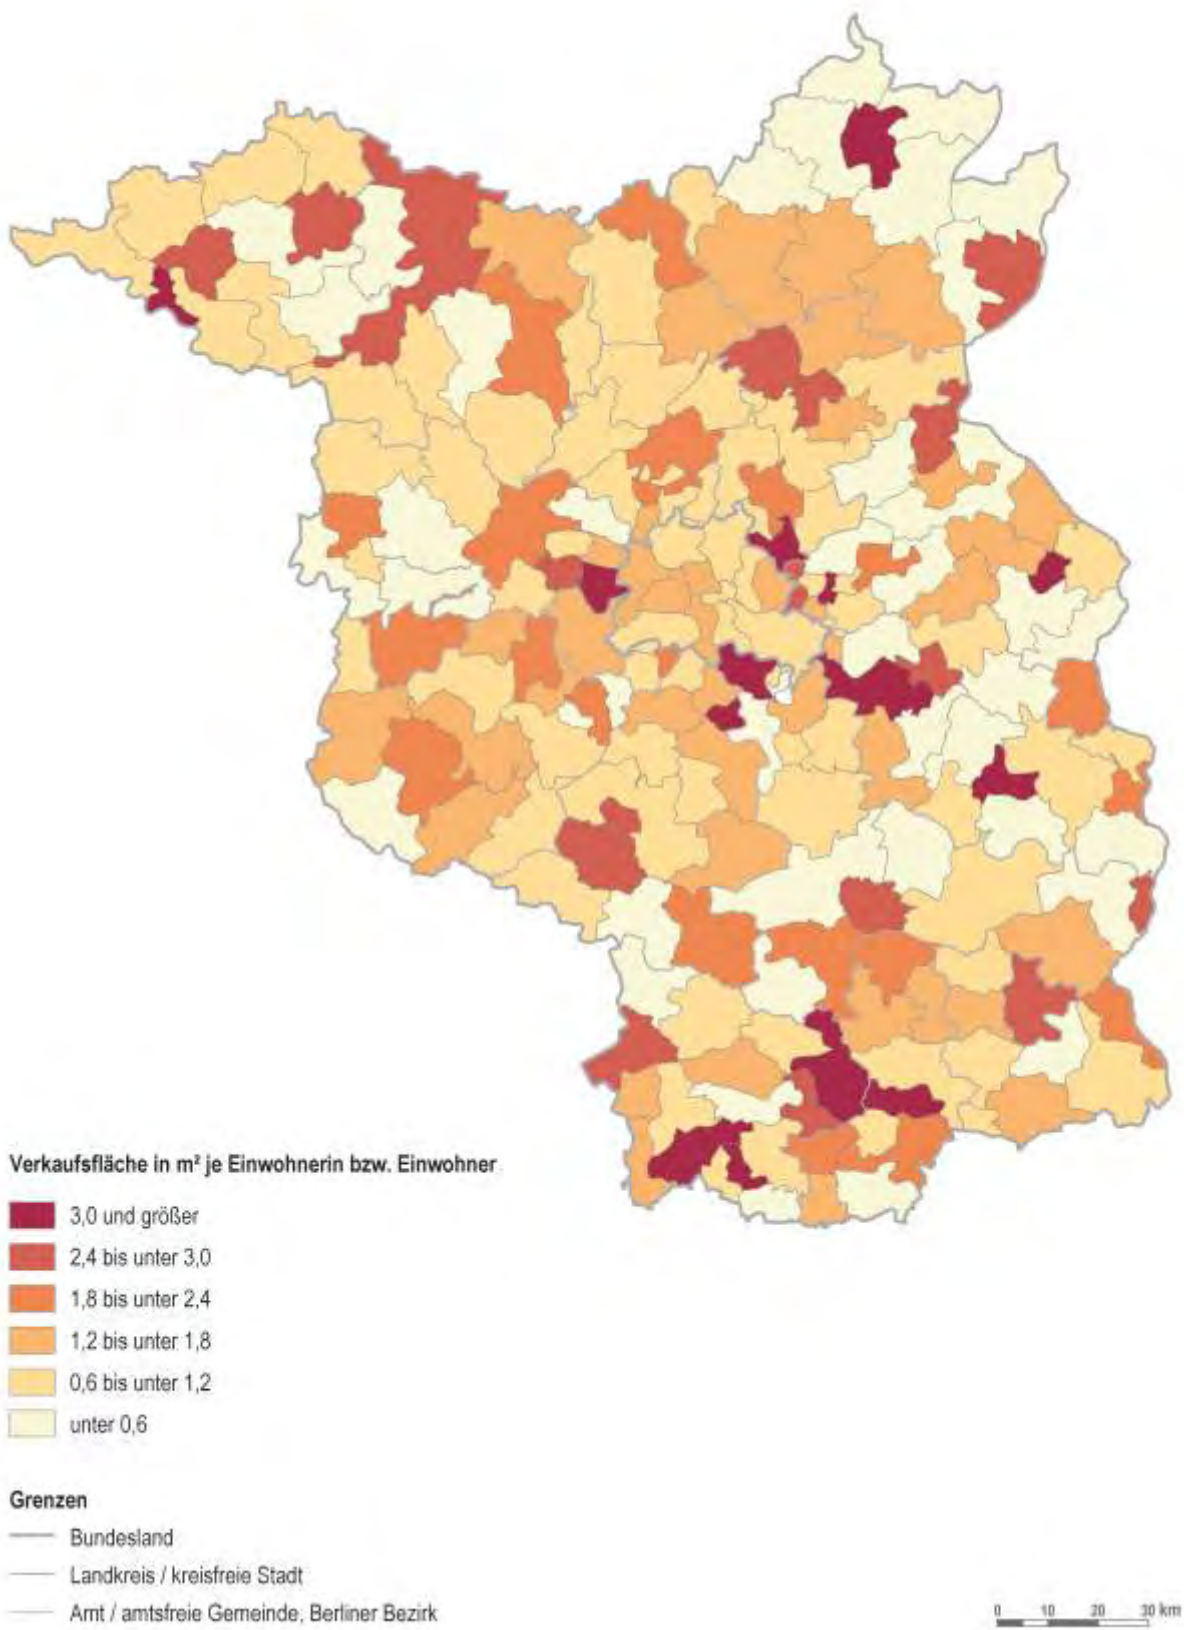 Verkaufsfläche in m² je Einwohnerin bzw. Einwohner
3,0 und größer
2,4 bis unter 3,0
1,8 bis unter 2,4
1,2 bis unter 1,8
0,6 bis unter 1,2
unter 0,6
Grenzen
Bundesland
Landkreis / kreisfreie Stadt
Amt / amtsfreie Gemeinde, Berliner Bezirk
0 10 20 30 km